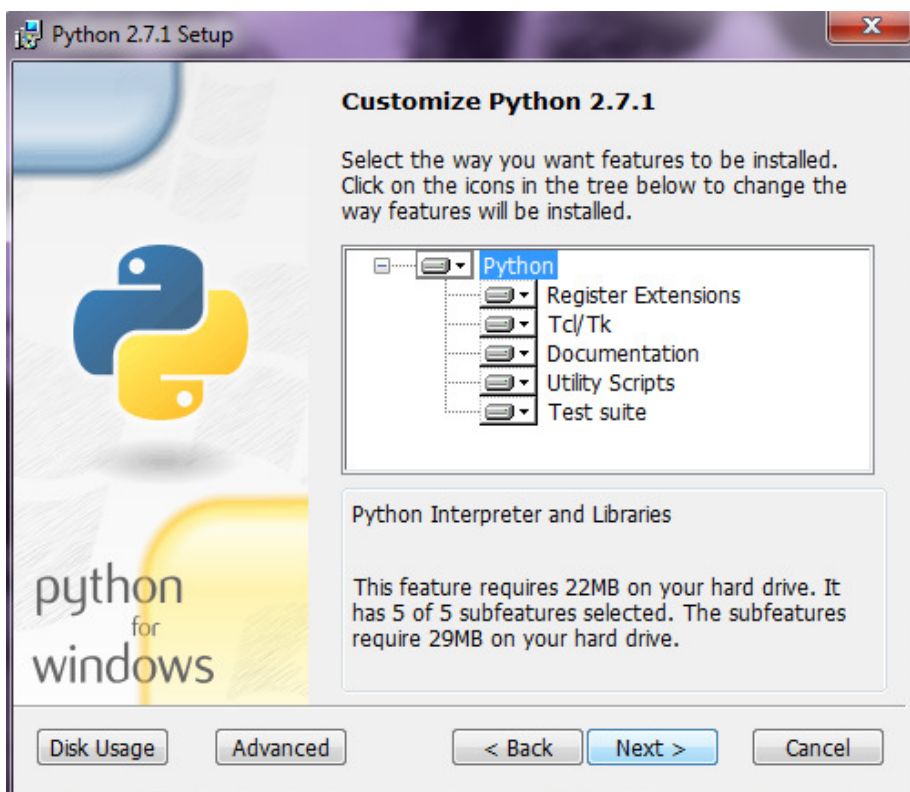 Python 2.7.1 Setup
x
Customize Python 2.7.1
Select the way you want features to be installed.
Click on the icons in the tree below to change the
way features will be installed.
Python
Register Extensions
Tcl/Tk
Documentation
Utility Scripts
Test suite
Python Interpreter and Libraries
This feature requires 22MB on your hard drive. It
has 5 of 5 subfeatures selected. The subfeatures
require 29MB on your hard drive.
python
for
windows
Disk Usage Advanced < Back Next > Cancel